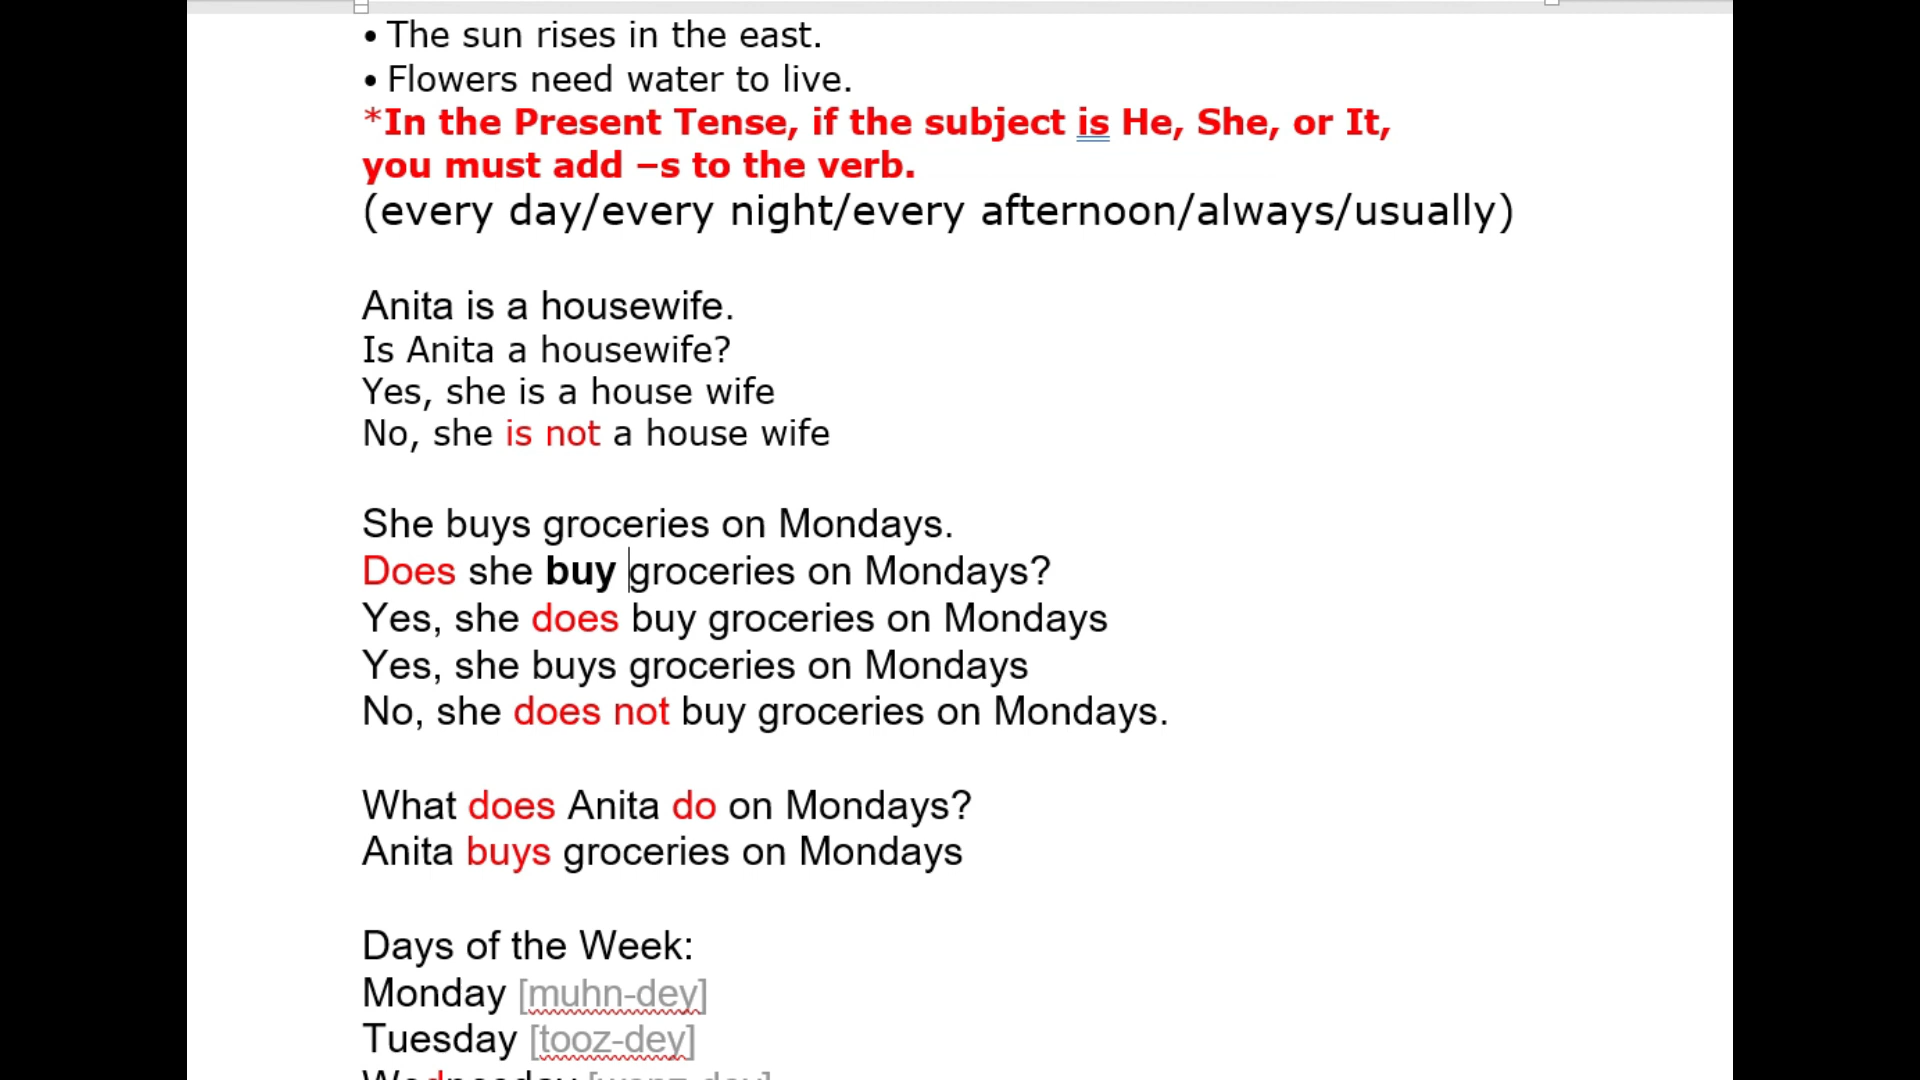 • The sun rises in the east.
• Flowers need water to live.
*In the Present Tense, if the subject is He, She, or It,
you must add –s to the verb.
(every day/every night/every afternoon/always/usually)
Anita is a housewife.
Is Anita a housewife?
Yes, she is a house wife
No, she is not a house wife
She buys groceries on Mondays.
Does she buy groceries on Mondays?
Yes, she does buy groceries on Mondays
Yes, she buys groceries on Mondays
No, she does not buy groceries on Mondays.
What does Anita do on Mondays?
Anita buys groceries on Mondays
Days of the Week:
Monday [muhn-dey]
Tuesday [tooz-dey]
Wednesday [wenz-dey]